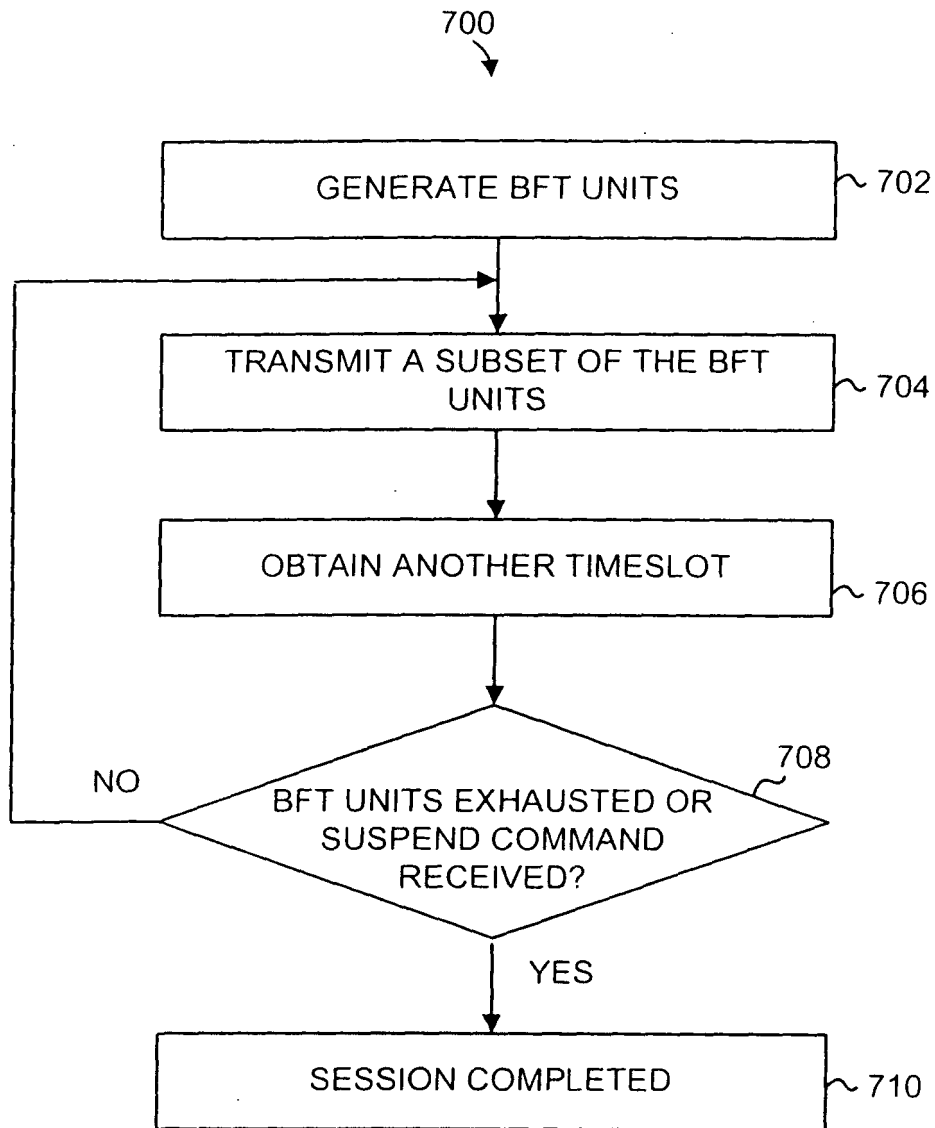 700
GENERATE BFT UNITS
702
TRANSMIT A SUBSET OF THE BFT
UNITS
704
OBTAIN ANOTHER TIMESLOT
706
708
NO
BFT UNITS EXHAUSTED OR
SUSPEND COMMAND
RECEIVED?
YES
SESSION COMPLETED
710